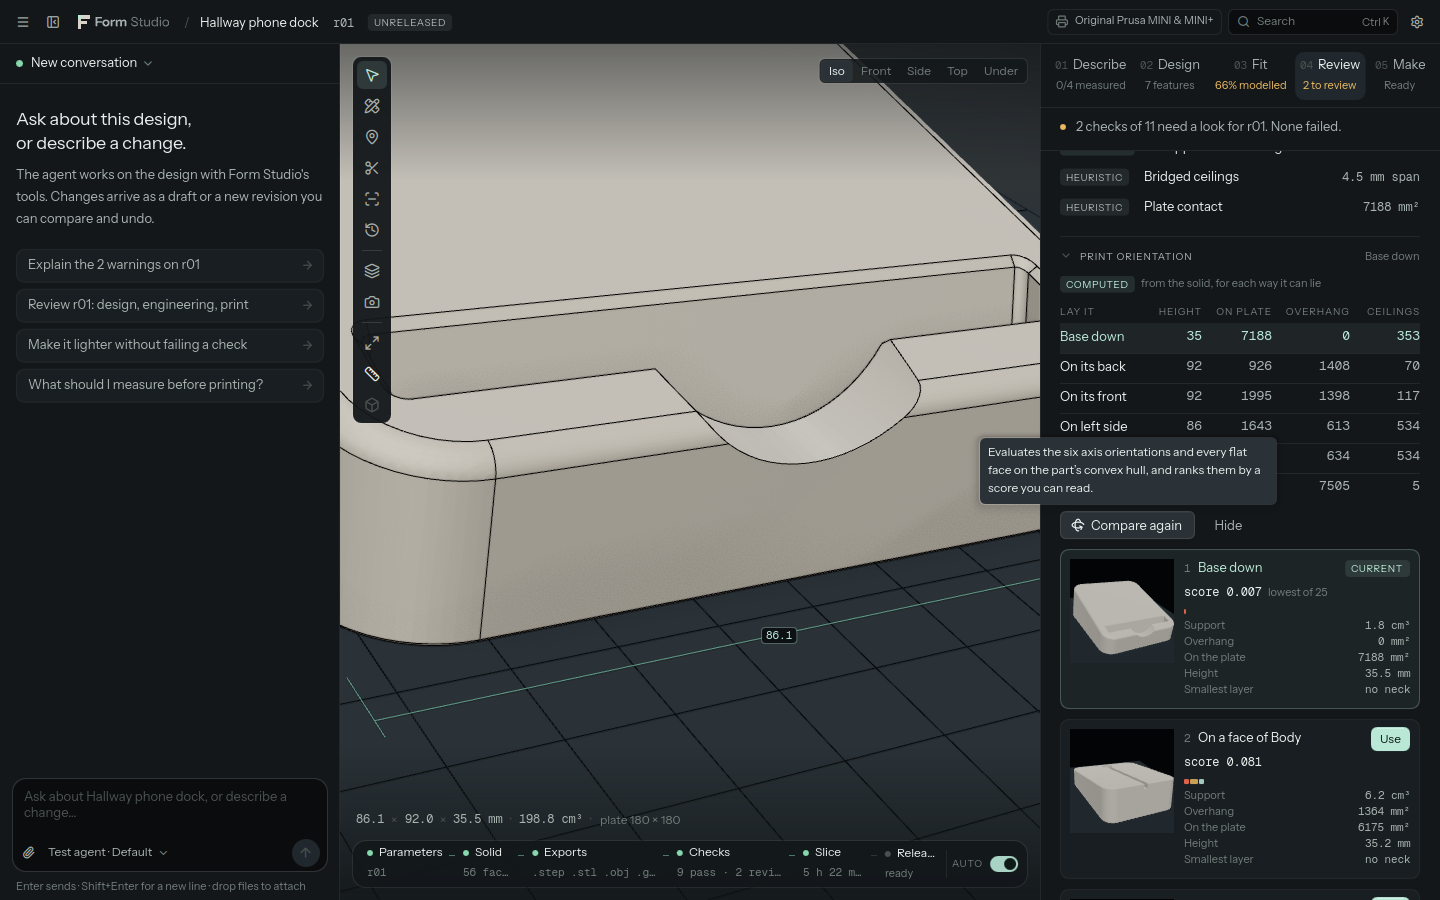 Form Studio / Hallway phone dock r01 UNRELEASED
Original Prusa MINI & MINI+
Search Ctrl K
New conversation
Ask about this design,
or describe a change.
The agent works on the design with Form Studio's
tools. Changes arrive as a draft or a new revision you
can compare and undo.
Explain the 2 warnings on r01
Review r01: design, engineering, print
Make it lighter without failing a check
What should I measure before printing?
Ask about Hallway phone dock, or describe a
change...
Test agent · Default
Enter sends · Shift+Enter for a new line · drop files to attach
Iso Front Side Top Under
86.1
86.1 × 92.0 × 35.5 mm · 198.8 cm³ · plate 180 × 180
Parameters Solid Exports Checks Slice Relea…
r01 56 fac… .step .stl .obj .g… 9 pass · 2 revi… 5 h 22 m… ready
AUTO
01 Describe 02 Design 03 Fit 04 Review 05 Make
0/4 measured 7 features 66% modelled 2 to review Ready
2 checks of 11 need a look for r01. None failed.
HEURISTIC Bridged ceilings 4.5 mm span
HEURISTIC Plate contact 7188 mm²
PRINT ORIENTATION Base down
COMPUTED from the solid, for each way it can lie
LAY IT HEIGHT ON PLATE OVERHANG CEILINGS
Base down 35 7188 0 353
On its back 92 926 1408 70
On its front 92 1995 1398 117
On left side 86 1643 613 534
634 534
7505 5
Evaluates the six axis orientations and every flat
face on the part's convex hull, and ranks them by a
score you can read.
Compare again Hide
1 Base down CURRENT
score 0.007 lowest of 25
Support 1.8 cm³
Overhang 0 mm²
On the plate 7188 mm²
Height 35.5 mm
Smallest layer no neck
2 On a face of Body Use
score 0.081
Support 6.2 cm³
Overhang 1364 mm²
On the plate 6175 mm²
Height 35.2 mm
Smallest layer no neck